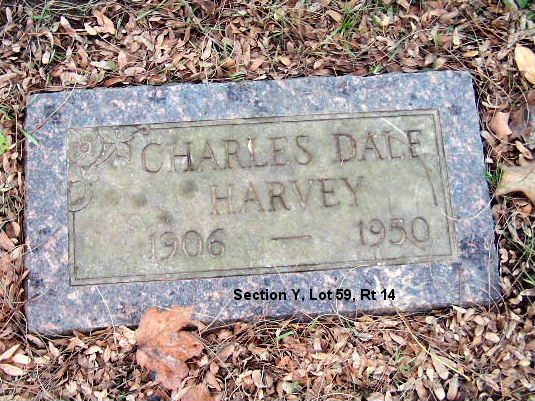 CHARLES DALE
HARVEY
1906 — 1950
Section Y, Lot 59, Rt 14